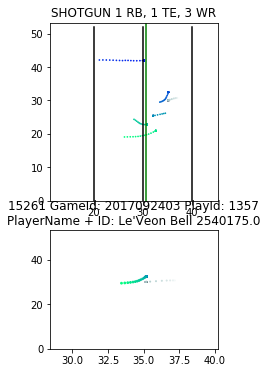 SHOTGUN 1 RB, 1 TE, 3 WR
50
40
30
20
10
0
20 30 40
15261 GameId: 2017092403 PlayId: 1357
PlayerName + ID: Le'Veon Bell 2540175.0
40
20
0
30.0 32.5 35.0 37.5 40.0